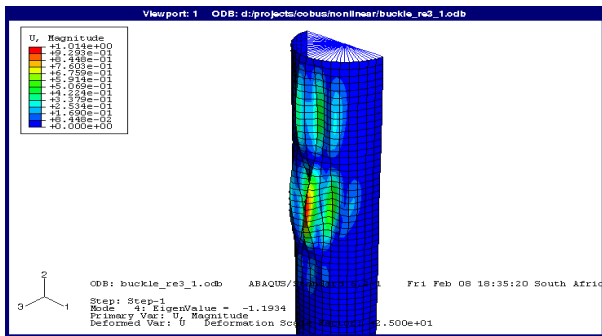 Viewport: 1 ODB: d:/projects/cobus/nonlinear/buckle_re3_1.odb
U, Magnitude
+1.014e+00
+9.293e-01
+8.448e-01
+7.603e-01
+6.759e-01
+5.914e-01
+5.069e-01
+4.224e-01
+3.379e-01
+2.534e-01
+1.690e-01
+8.448e-02
+0.000e+00
2
3
1
ODB: buckle_re3_1.odb ABAQUS/ Fri Feb 08 18:35:20 South Afric
Step: Step-1
Mode 4: EigenValue = -1.1934
Primary Var: U, Magnitude
Deformed Var: U Deformation 2.500e+01